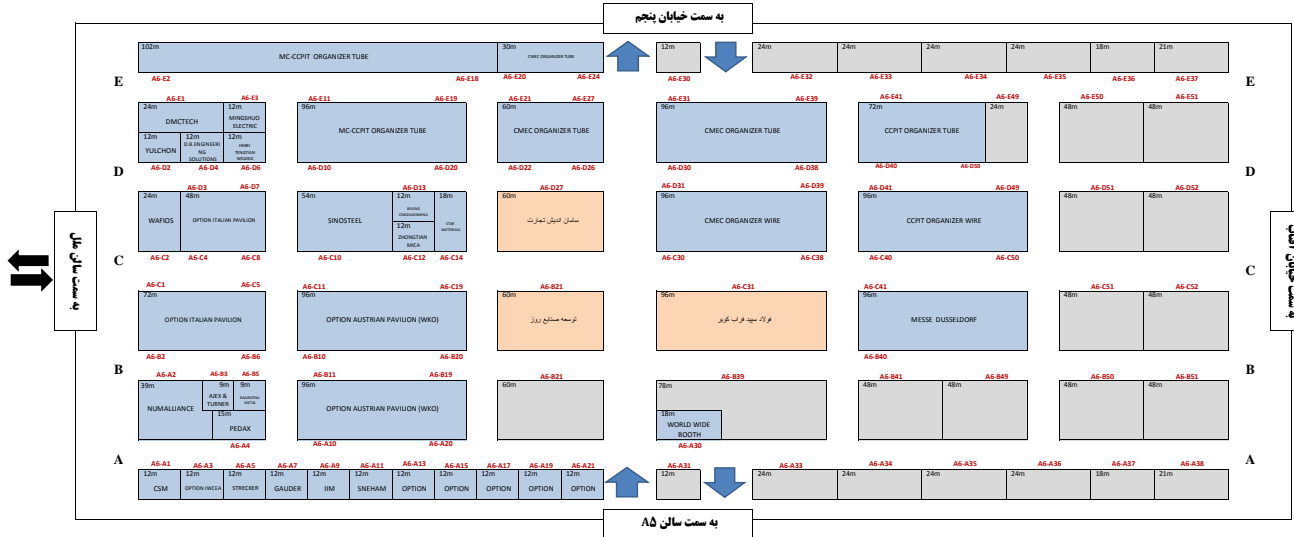 به سمت خیابان پنجم
102m
MC-CCPIT ORGANIZER TUBE
30m
CMEC ORGANIZER TUBE
12m
24m
24m
24m
24m
18m
21m
E
A6-E2
A6-E18
A6-E20
A6-E24
A6-E30
A6-E32
A6-E33
A6-E34
A6-E35
A6-E36
A6-E37
E
A6-E1
A6-E3
A6-E11
A6-E19
A6-E21
A6-E27
A6-E31
A6-E39
A6-E41
A6-E49
A6-E50
A6-E51
24m
DMCTECH
12m
MINGSHUO
ELECTRIC
12m
YULCHON
12m
D.B.ENGINEERI
NG
SOLUTIONS
12m
HEBEI
TENGTIAN
WELDED
96m
MC-CCPIT ORGANIZER TUBE
60m
CMEC ORGANIZER TUBE
96m
CMEC ORGANIZER TUBE
72m
CCPIT ORGANIZER TUBE
24m
48m
48m
A6-D2
A6-D4
A6-D6
A6-D10
A6-D20
A6-D22
A6-D26
A6-D30
A6-D38
A6-D40
A6-D50
D
D
A6-D3
A6-D7
A6-D13
A6-D27
A6-D31
A6-D39
A6-D41
A6-D49
A6-D51
A6-D52
24m
WAFIOS
48m
OPTION ITALIAN PAVILION
54m
SINOSTEEL
12m
12m
ZHONGTIAN
MICA
18m
MATERIALS
60m
سامان اندیش تجارت
96m
CMEC ORGANIZER WIRE
96m
CCPIT ORGANIZER WIRE
48m
48m
به سمت سالن ملل
به سمت خیابان آفتاب
A6-C2
A6-C4
A6-C8
A6-C10
A6-C12
A6-C14
A6-C30
A6-C38
A6-C40
A6-C50
C
C
A6-C1
A6-C5
A6-C11
A6-C19
A6-B21
A6-C31
A6-C41
A6-C51
A6-C52
72m
OPTION ITALIAN PAVILION
96m
OPTION AUSTRIAN PAVILION (WKO)
60m
توسعه صنایع روز
96m
فولاد سپید فراب کویر
96m
MESSE DUSSELDORF
48m
48m
A6-B2
A6-B6
A6-B10
A6-B20
A6-B40
B
B
A6-A2
A6-B3
A6-B5
A6-B11
A6-B19
A6-B21
A6-B39
A6-B41
A6-B49
A6-B50
A6-B51
39m
NUMALLIANCE
9m
AJEX &
TURNER
9m
15m
PEDAX
96m
OPTION AUSTRIAN PAVILION (WKO)
60m
78m
18m
WORLD WIDE
BOOTH
48m
48m
48m
48m
A6-A4
A6-A10
A6-A20
A6-A30
A
A
A6-A1
A6-A3
A6-A5
A6-A7
A6-A9
A6-A11
A6-A13
A6-A15
A6-A17
A6-A19
A6-A21
A6-A31
A6-A33
A6-A34
A6-A35
A6-A36
A6-A37
A6-A38
12m
CSM
12m
OPTION IWCEA
12m
STRECKER
12m
GAUDER
12m
IIM
12m
SNEHAM
12m
OPTION
12m
OPTION
12m
OPTION
12m
OPTION
12m
OPTION
12m
24m
24m
24m
24m
18m
21m
به سمت سالن A5